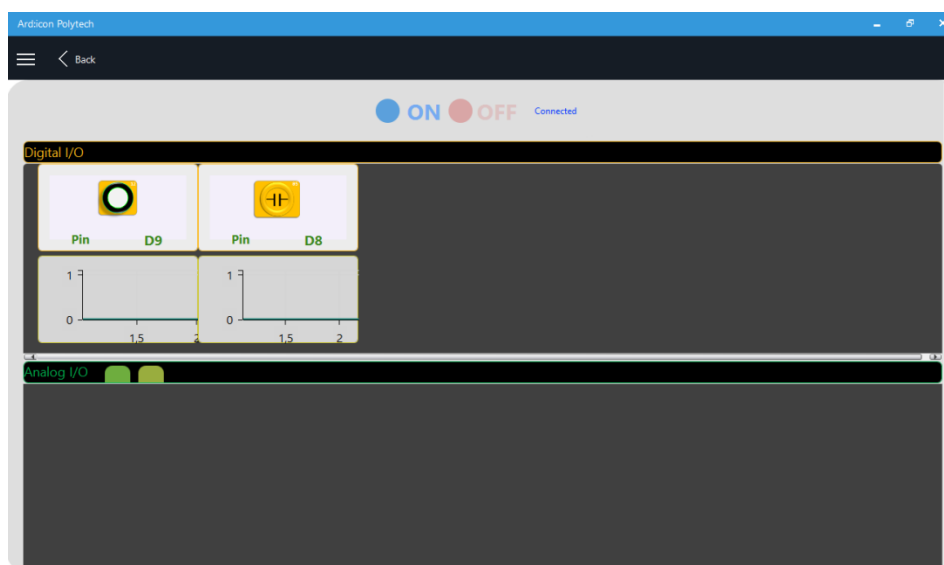 Ard:icon Polytech
Back
ON OFF Connected
Digital I/O
Pin D9 Pin D8
1 1
0 0
1,5 2 1,5 2
Analog I/O